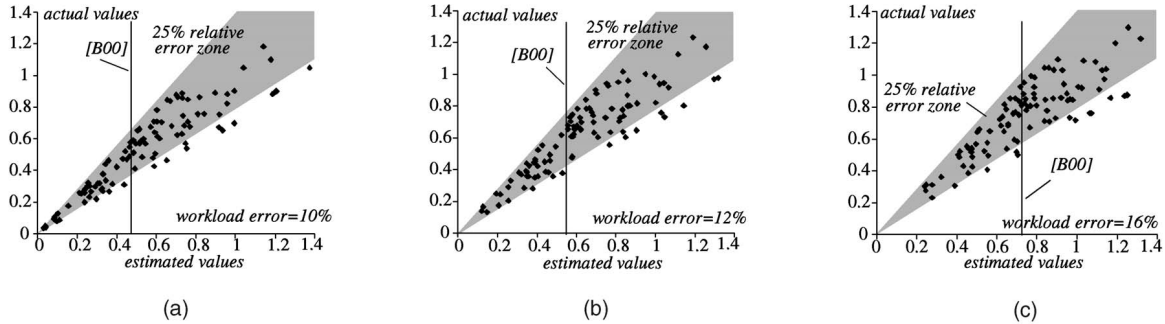 actual values
1.4
1.2
1
0.8
0.6
0.4
0.2
0
[B00]
25% relative
error zone
workload error=10%
0
0.2
0.4
0.6
0.8
1
1.2
1.4
estimated values
(a)
actual values
1.4
1.2
1
0.8
0.6
0.4
0.2
0
[B00]
25% relative
error zone
workload error=12%
0
0.2
0.4
0.6
0.8
1
1.2
1.4
estimated values
(b)
actual values
1.4
1.2
1
0.8
0.6
0.4
0.2
0
25% relative
error zone
[B00]
workload error=16%
0
0.2
0.4
0.6
0.8
1
1.2
1.4
estimated values
(c)